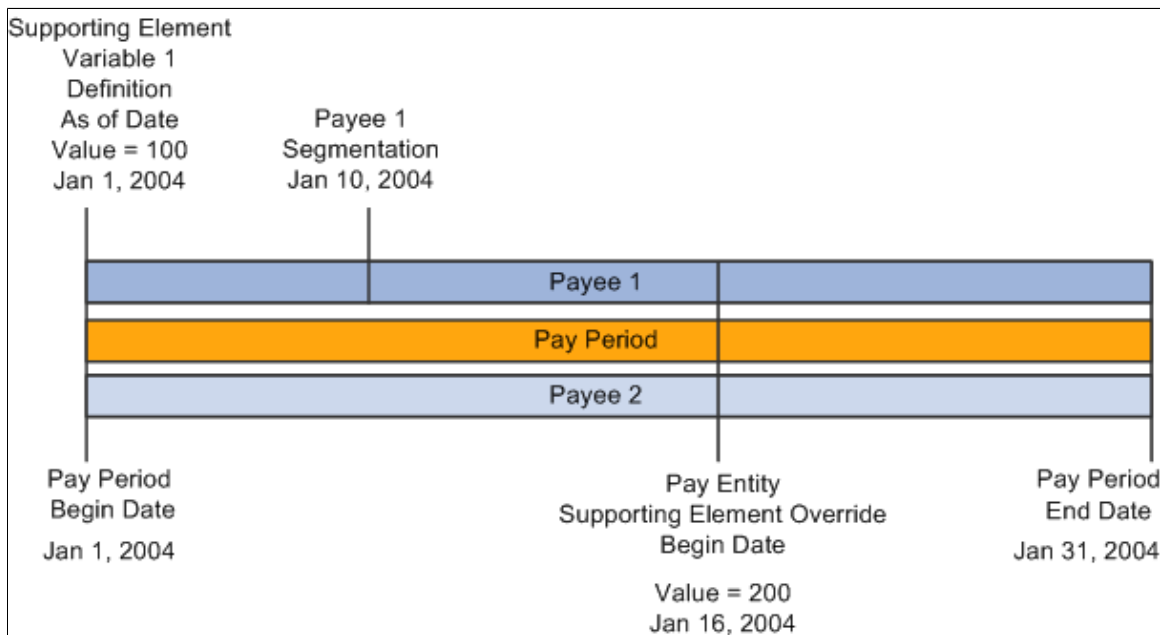 Supporting Element
Variable 1
Definition
As of Date
Value = 100
Jan 1, 2004
Payee 1
Segmentation
Jan 10, 2004
Payee 1
Pay Period
Payee 2
Pay Period
Begin Date
Jan 1, 2004
Pay Entity
Supporting Element Override
Begin Date
Value = 200
Jan 16, 2004
Pay Period
End Date
Jan 31, 2004